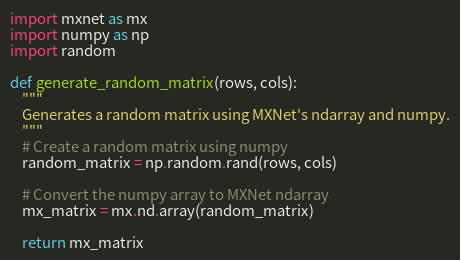 import mxnet as mx
import numpy as np
import random

def generate_random_matrix(rows, cols):
    """
    Generates a random matrix using MXNet's ndarray and numpy.
    """
    # Create a random matrix using numpy
    random_matrix = np.random.rand(rows, cols)

    # Convert the numpy array to MXNet ndarray
    mx_matrix = mx.nd.array(random_matrix)

    return mx_matrix